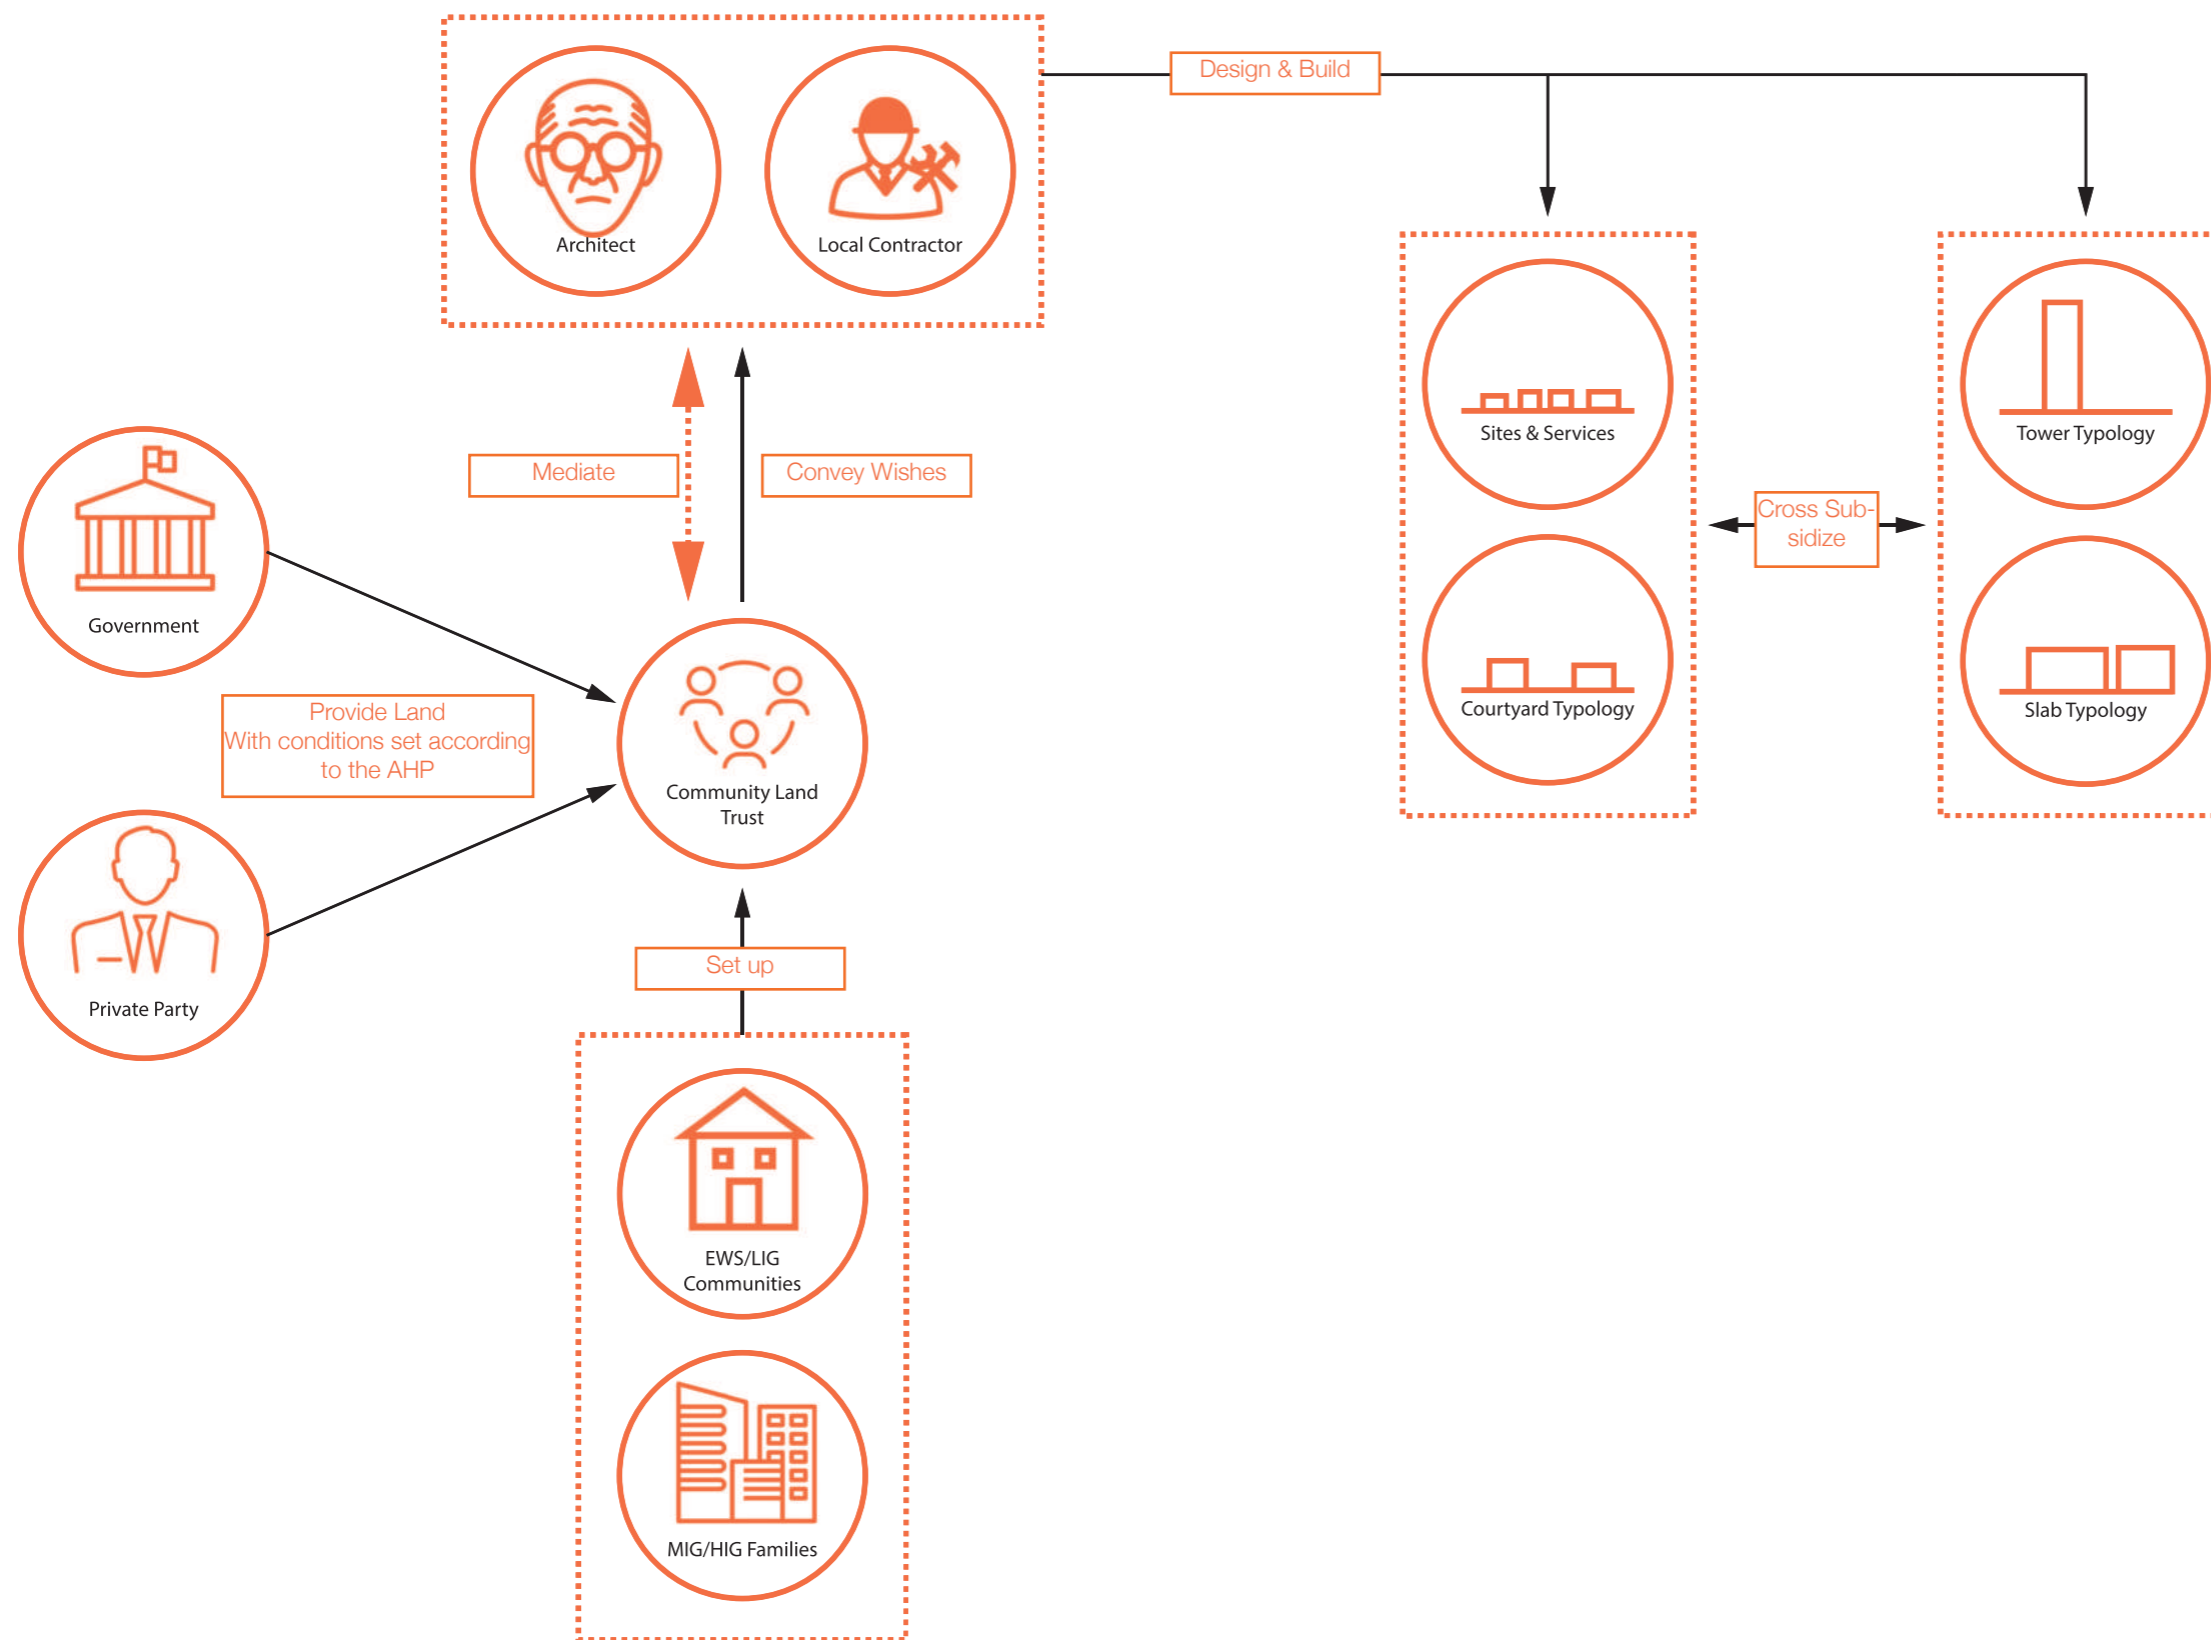 Design & Build
Architect
Local Contractor
Sites & Services
Tower Typology
Mediate
Convey Wishes
Cross Sub-
sidize
Government
Provide Land
With conditions set according
to the AHP
Courtyard Typology
Slab Typology
Community Land
Trust
Private Party
Set up
EWS/LIG
Communities
MIG/HIG Families